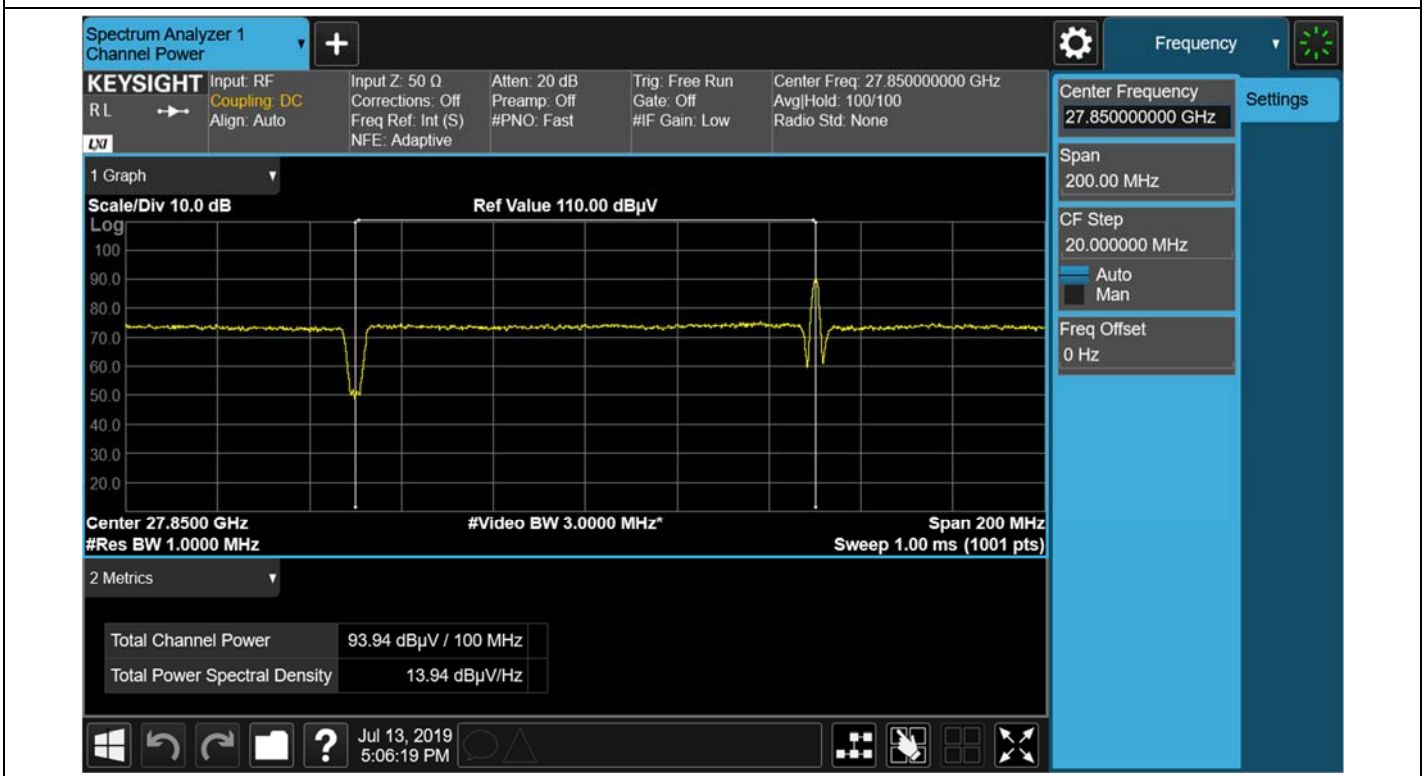 Spectrum Analyzer 1
Channel Power
+
Frequency
KEYSIGHT
RL
LXI
Input: RF
Coupling: DC
Align: Auto
Input Z: 50 Ω
Corrections: Off
Freq Ref: Int (S)
NFE: Adaptive
Atten: 20 dB
Preamp: Off
#PNO: Fast
Trig: Free Run
Gate: Off
#IF Gain: Low
Center Freq: 27.850000000 GHz
Avg|Hold: 100/100
Radio Std: None
1 Graph
Scale/Div 10.0 dB
Ref Value 110.00 dBµV
Log
100
90.0
80.0
70.0
60.0
50.0
40.0
30.0
20.0
Center 27.8500 GHz
#Video BW 3.0000 MHz*
Span 200 MHz
#Res BW 1.0000 MHz
Sweep 1.00 ms (1001 pts)
2 Metrics
Total Channel Power 93.94 dBµV / 100 MHz
Total Power Spectral Density 13.94 dBµV/Hz
?
Jul 13, 2019
5:06:19 PM
Center Frequency
27.850000000 GHz
Settings
Span
200.00 MHz
CF Step
20.000000 MHz
Auto
Man
Freq Offset
0 Hz